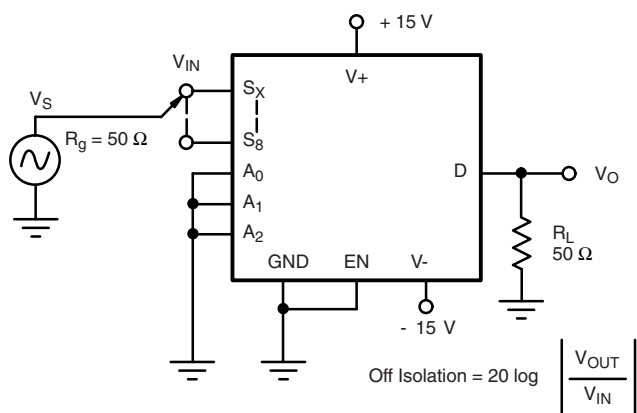 + 15 V
V_IN
V+
S_X
V_S
R_g = 50 Ω
S_8
A_0
D
V_O
A_1
A_2
R_L
50 Ω
GND
EN
V-
- 15 V
Off Isolation = 20 log | V_OUT / V_IN |